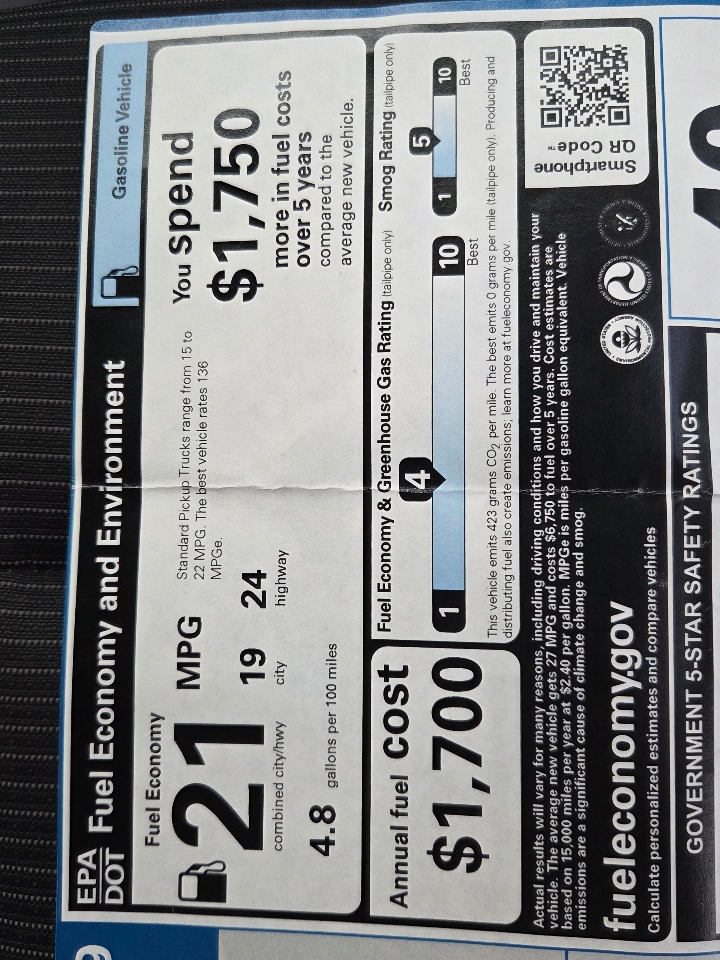 EPA
DOT
Fuel Economy and Environment
Gasoline Vehicle
Fuel Economy
21 MPG
combined city/hwy
19
city
24
highway
4.8 gallons per 100 miles
Standard Pickup Trucks range from 15 to
22 MPG. The best vehicle rates 136
MPGe.
You spend
$1,750
more in fuel costs
over 5 years
compared to the
average new vehicle.
Annual fuel cost
$1,700
Fuel Economy & Greenhouse Gas Rating (tailpipe only)
1
4
10
Best
Smog Rating (tailpipe only)
1
5
10
Best
This vehicle emits 423 grams CO₂ per mile. The best emits 0 grams per mile (tailpipe only). Producing and
distributing fuel also create emissions; learn more at fueleconomy.gov.
Actual results will vary for many reasons, including driving conditions and how you drive and maintain your
vehicle. The average new vehicle gets 27 MPG and costs $6,750 to fuel over 5 years. Cost estimates are
based on 15,000 miles per year at $2.40 per gallon. MPGe is miles per gasoline gallon equivalent. Vehicle
emissions are a significant cause of climate change and smog.
fueleconomy.gov
Calculate personalized estimates and compare vehicles
Smartphone
QR Code™
GOVERNMENT 5-STAR SAFETY RATINGS